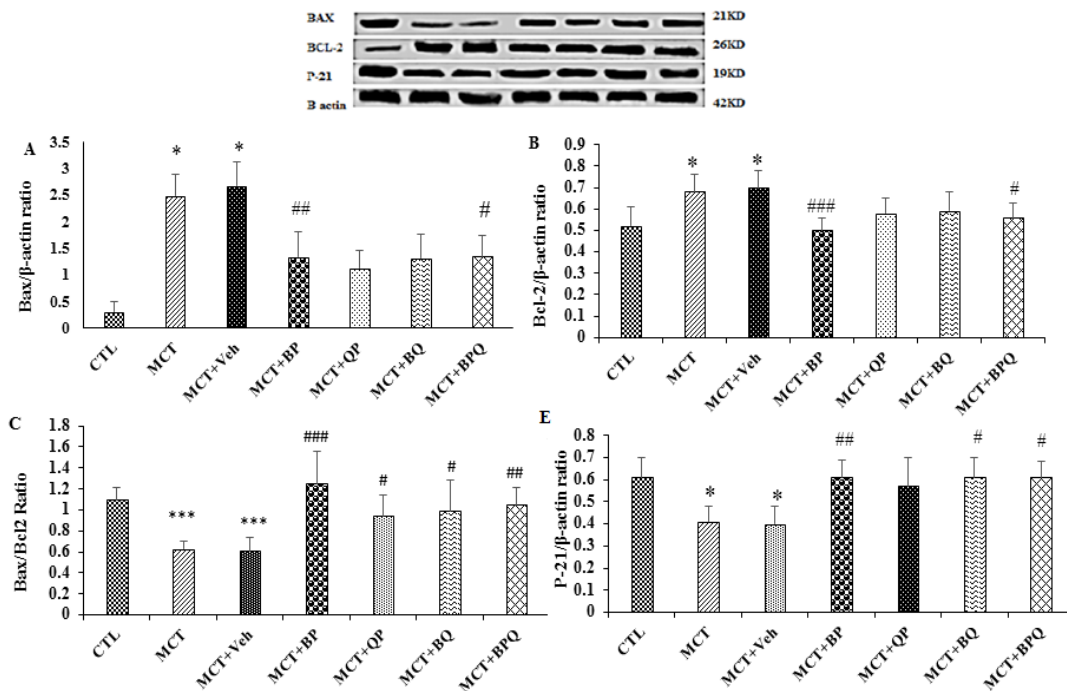 BAX 21KD
BCL-2 26KD
P-21 19KD
B actin 42KD
A
Bax/β-actin ratio
3.5
3
2.5
2
1.5
1
0.5
0
* * ## #
CTL MCT MCT+Veh MCT+BP MCT+QP MCT+BQ MCT+BPQ
B
Bcl-2/β-actin ratio
0.9
0.8
0.7
0.6
0.5
0.4
0.3
0.2
0.1
0
* * ### #
CTL MCT MCT+Veh MCT+BP MCT+QP MCT+BQ MCT+BPQ
C
Bax/Bcl2 Ratio
1.8
1.6
1.4
1.2
1
0.8
0.6
0.4
0.2
0
*** *** ### # # ##
CTL MCT MCT+Veh MCT+BP MCT+QP MCT+BQ MCT+BPQ
E
P-21/β-actin ratio
0.8
0.7
0.6
0.5
0.4
0.3
0.2
0.1
0
* * ## # #
CTL MCT MCT+Veh MCT+BP MCT+QP MCT+BQ MCT+BPQ